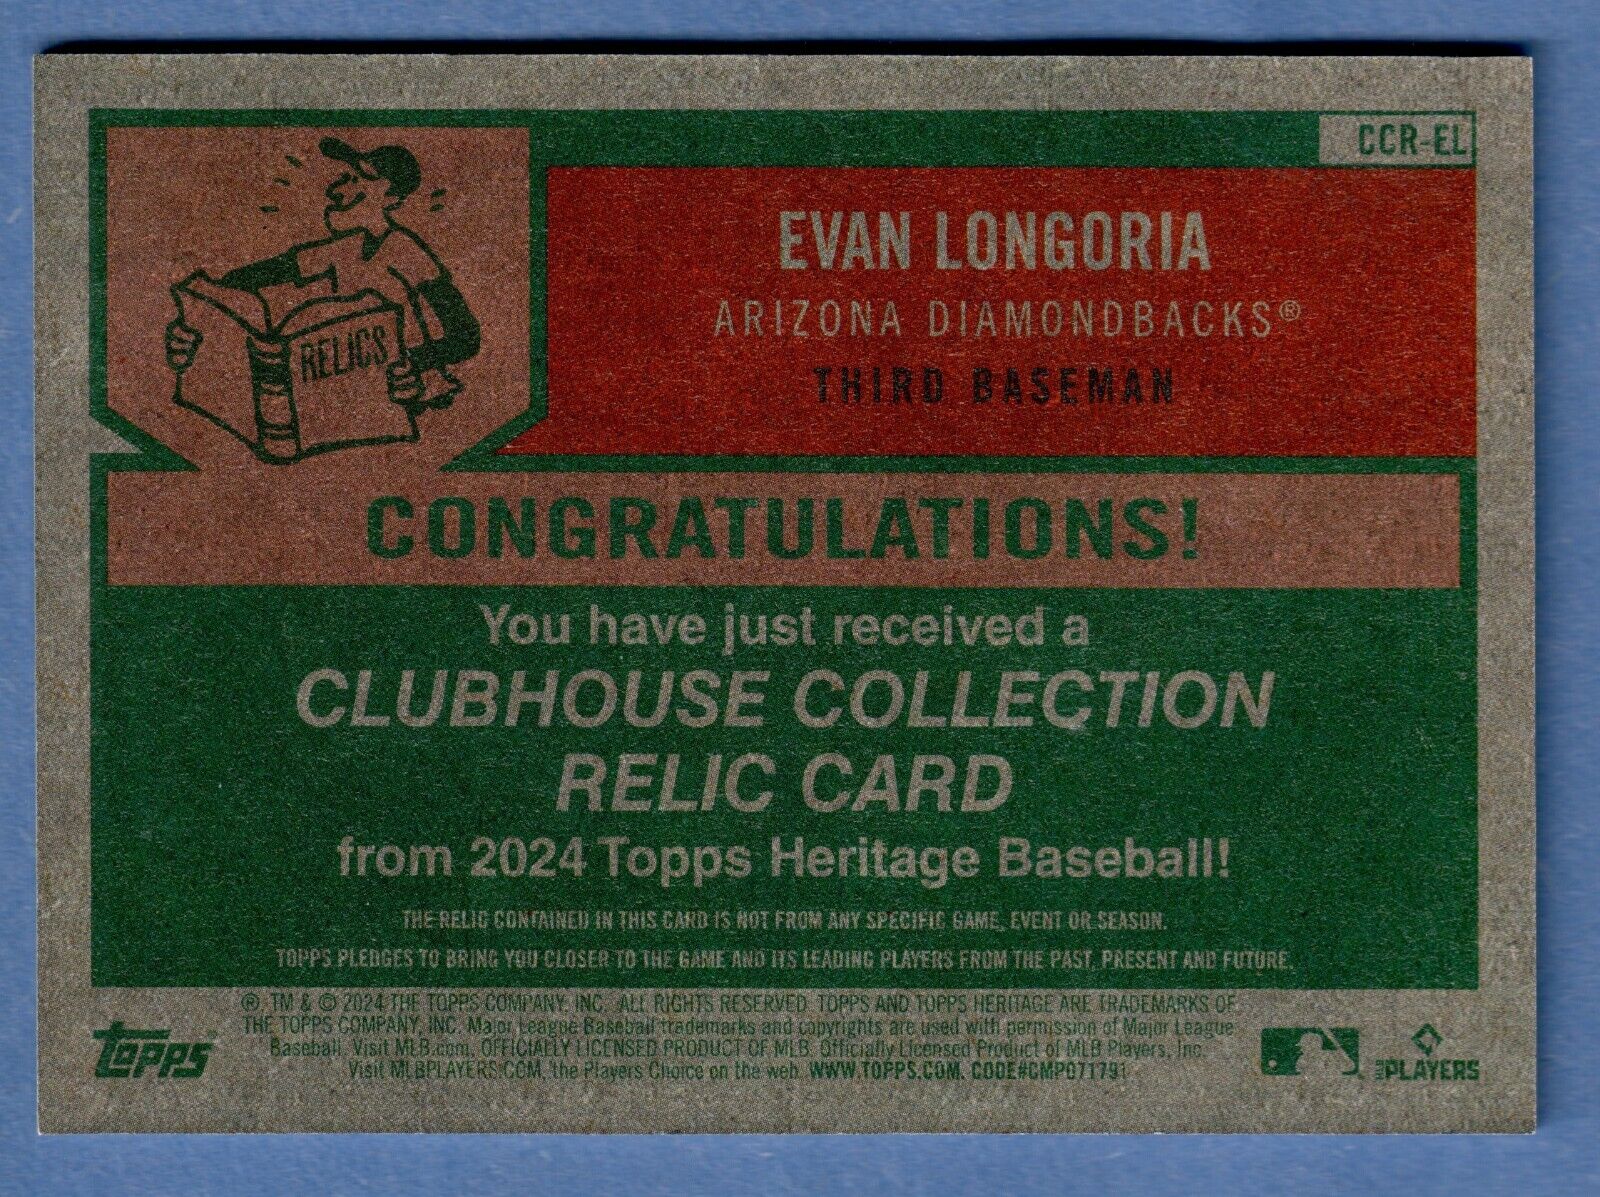 CCR-EL
EVAN LONGORIA
ARIZONA DIAMONDBACKS®
THIRD BASEMAN
RELICS
CONGRATULATIONS!
You have just received a
CLUBHOUSE COLLECTION
RELIC CARD
from 2024 Topps Heritage Baseball!
THE RELIC CONTAINED IN THIS CARD IS NOT FROM ANY SPECIFIC GAME, EVENT OR SEASON.
TOPPS PLEDGES TO BRING YOU CLOSER TO THE GAME AND ITS LEADING PLAYERS FROM THE PAST, PRESENT AND FUTURE.
®, TM & © 2024 THE TOPPS COMPANY, INC. ALL RIGHTS RESERVED. TOPPS AND TOPPS HERITAGE ARE TRADEMARKS OF
THE TOPPS COMPANY, INC. Major League Baseball trademarks and copyrights are used with permission of Major League
Baseball. Visit MLB.com. OFFICIALLY LICENSED PRODUCT OF MLB. Officially Licensed Product of MLB Players, Inc.
Visit MLBPLAYERS.COM, the Players Choice on the web. WWW.TOPPS.COM. CODE#CMP071791
topps
MLB PLAYERS